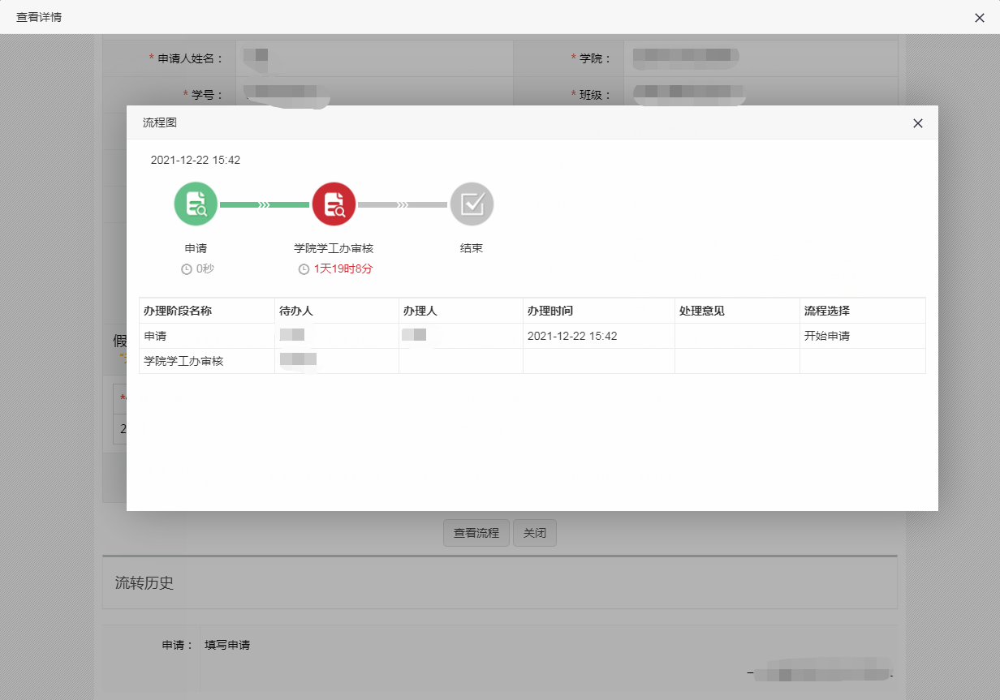 查看详情
* 申请人姓名：
* 学院：
* 学号：
* 班级：
流程图
2021-12-22 15:42
申请
学院学工办审核
结束
0秒
1天19时8分
办理阶段名称 待办人 办理人 办理时间 处理意见 流程选择
申请 2021-12-22 15:42 开始申请
学院学工办审核
假
*
2
查看流程 关闭
流转历史
申请： 填写申请